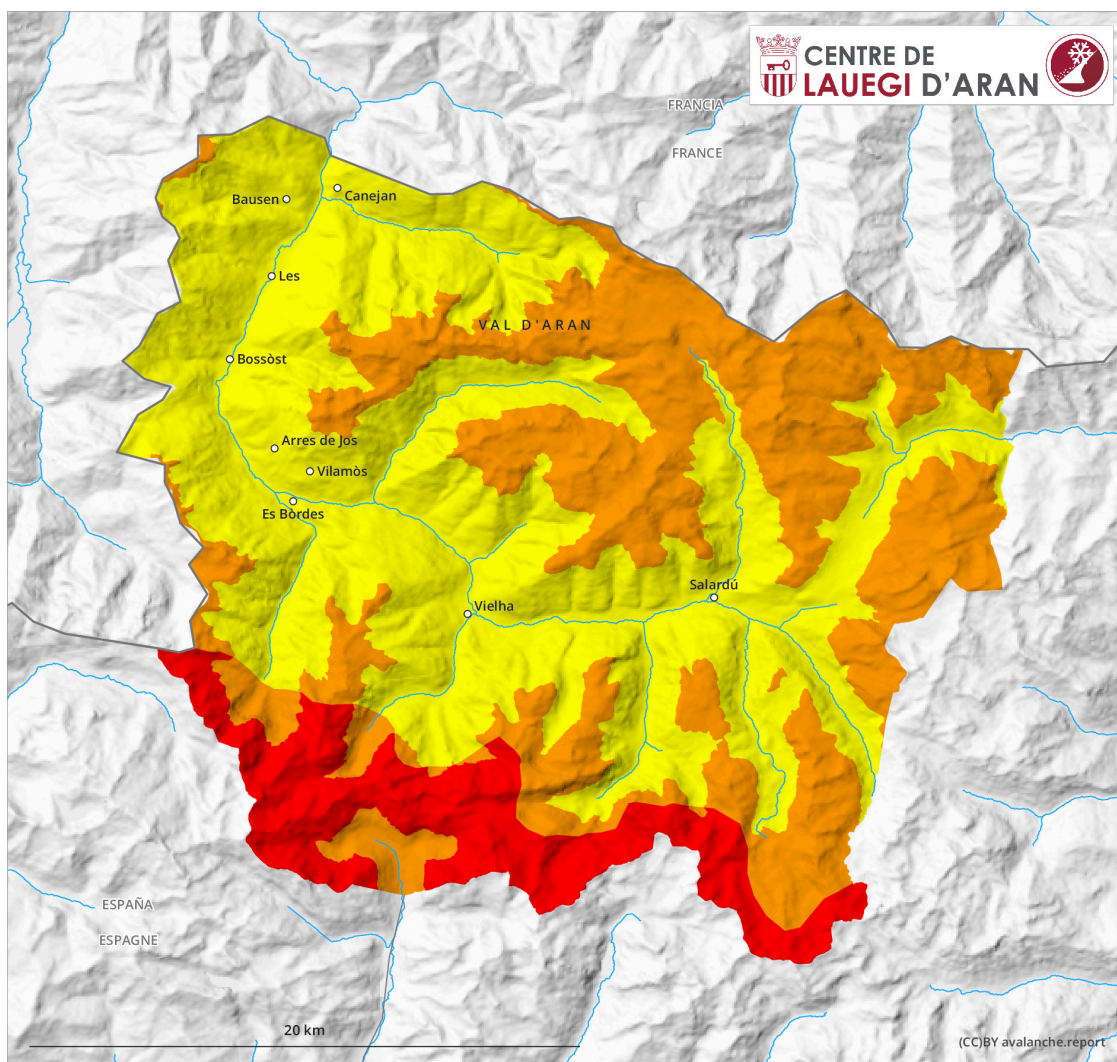 CENTRE DE
LAUEGI D'ARAN
FRANCIA
FRANCE
Bausen
Canejan
Les
VAL D'ARAN
Bossòst
Arres de Jos
Vilamòs
Es Bòrdes
Salardú
Vielha
ESPAÑA
ESPAGNE
20 km
(CC)BY avalanche.report